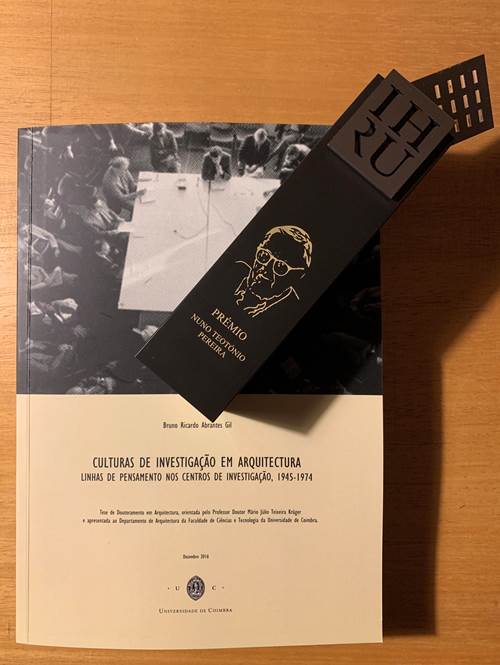 IH
RU
PRÉMIO
NUNO TEOTÓNIO
PEREIRA
Bruno Ricardo Abrantes Gil
CULTURAS DE INVESTIGAÇÃO EM ARQUITECTURA
LINHAS DE PENSAMENTO NOS CENTROS DE INVESTIGAÇÃO, 1945-1974
Tese de Doutoramento em Arquitectura, orientada pelo Professor Doutor Mário Júlio Teixeira Krüger
e apresentada ao Departamento de Arquitectura da Faculdade de Ciências e Tecnologia da Universidade de Coimbra.
Dezembro 2016
· U C ·
UNIVERSIDADE DE COIMBRA